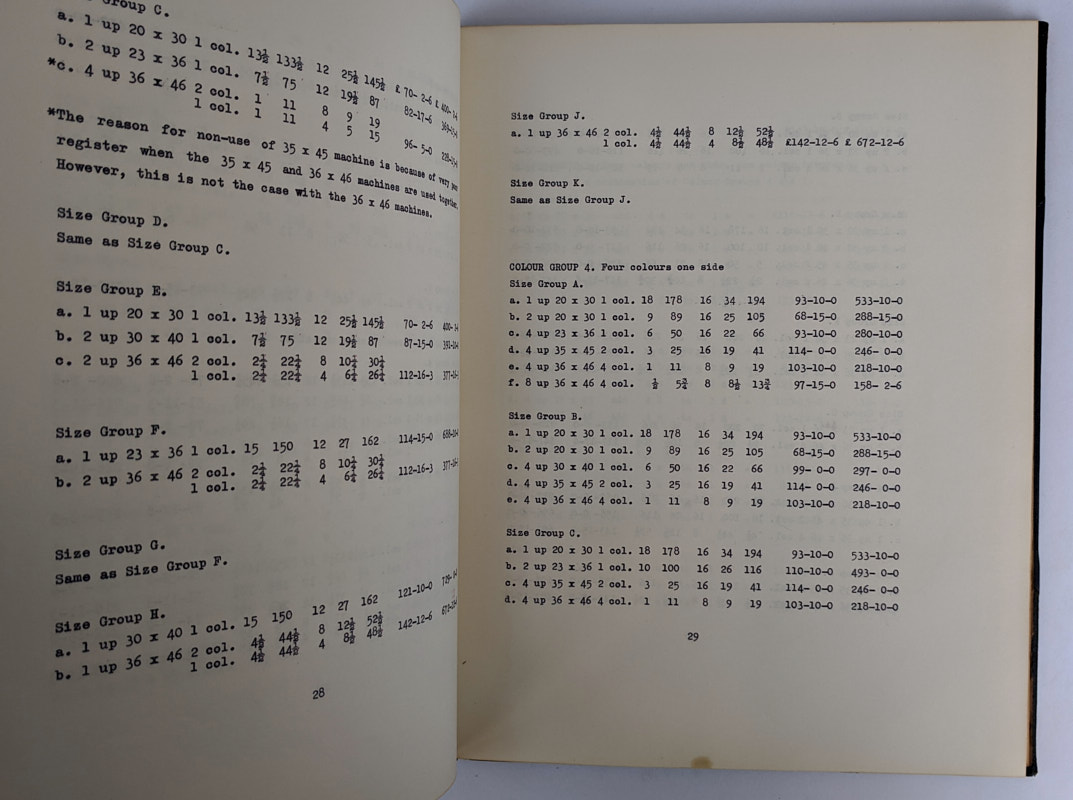 Group C.
a. 1 up 20 x 30 1 col. 13½ 133½ 12 25½ 145½ £ 70- 2-6 £
b. 2 up 23 x 36 1 col. 7½ 75 12 19½ 87 82-17-6
*c. 4 up 36 x 46 2 col. 1 11 8 9 19
1 col. 1 11 4 5 15 96- 5-0
*The reason for non-use of 35 x 45 machine is because of very poor
register when the 35 x 45 and 36 x 46 machines are used together.
However, this is not the case with the 36 x 46 machines.
Size Group D.
Same as Size Group C.
Size Group E.
a. 1 up 20 x 30 1 col. 13½ 133½ 12 25½ 145½ 70- 2-6
b. 2 up 30 x 40 1 col. 7½ 75 12 19½ 87 87-15-0
c. 2 up 36 x 46 2 col. 2¼ 22¼ 8 10¼ 30¼
1 col. 2¼ 22¼ 4 6¼ 26¼ 112-16-3
Size Group F.
a. 1 up 23 x 36 1 col. 15 150 12 27 162 114-15-0
b. 2 up 36 x 46 2 col. 2¼ 22¼ 8 10¼ 30¼
1 col. 2¼ 22¼ 4 6¼ 26¼ 112-16-3
Size Group G.
Same as Size Group F.
Size Group H.
a. 1 up 30 x 40 1 col. 15 150 12 27 162 121-10-0
b. 1 up 36 x 46 2 col. 4½ 44½ 8 12½ 52½
1 col. 4½ 44½ 4 8½ 48½ 142-12-6
28
Size Group J.
a. 1 up 36 x 46 2 col. 4½ 44½ 8 12½ 52½
1 col. 4½ 44½ 4 8½ 48½ £142-12-6 £ 672-12-6
Size Group K.
Same as Size Group J.
COLOUR GROUP 4. Four colours one side
Size Group A.
a. 1 up 20 x 30 1 col. 18 178 16 34 194 93-10-0 533-10-0
b. 2 up 20 x 30 1 col. 9 89 16 25 105 68-15-0 288-15-0
c. 4 up 23 x 36 1 col. 6 50 16 22 66 93-10-0 280-10-0
d. 4 up 35 x 45 2 col. 3 25 16 19 41 114- 0-0 246- 0-0
e. 4 up 36 x 46 4 col. 1 11 8 9 19 103-10-0 218-10-0
f. 8 up 36 x 46 4 col. ½ 5¾ 8 8½ 13¾ 97-15-0 158- 2-6
Size Group B.
a. 1 up 20 x 30 1 col. 18 178 16 34 194 93-10-0 533-10-0
b. 2 up 20 x 30 1 col. 9 89 16 25 105 68-15-0 288-15-0
c. 4 up 30 x 40 1 col. 6 50 16 22 66 99- 0-0 297- 0-0
d. 4 up 35 x 45 2 col. 3 25 16 19 41 114- 0-0 246- 0-0
e. 4 up 36 x 46 4 col. 1 11 8 9 19 103-10-0 218-10-0
Size Group C.
a. 1 up 20 x 30 1 col. 18 178 16 34 194 93-10-0 533-10-0
b. 2 up 23 x 36 1 col. 10 100 16 26 116 110-10-0 493- 0-0
c. 4 up 35 x 45 2 col. 3 25 16 19 41 114- 0-0 246- 0-0
d. 4 up 36 x 46 4 col. 1 11 8 9 19 103-10-0 218-10-0
29